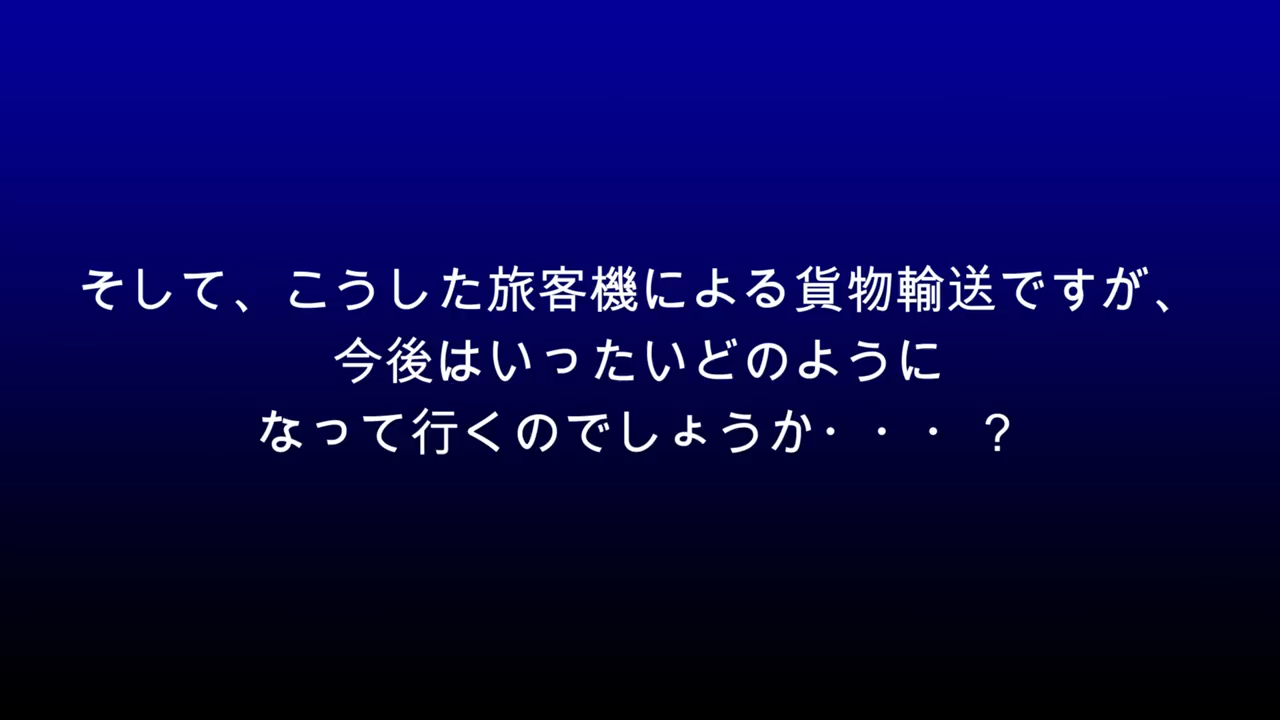 そして、こうした旅客機による貨物輸送ですが、
今後はいったいどのように
なって行くのでしょうか・・・？